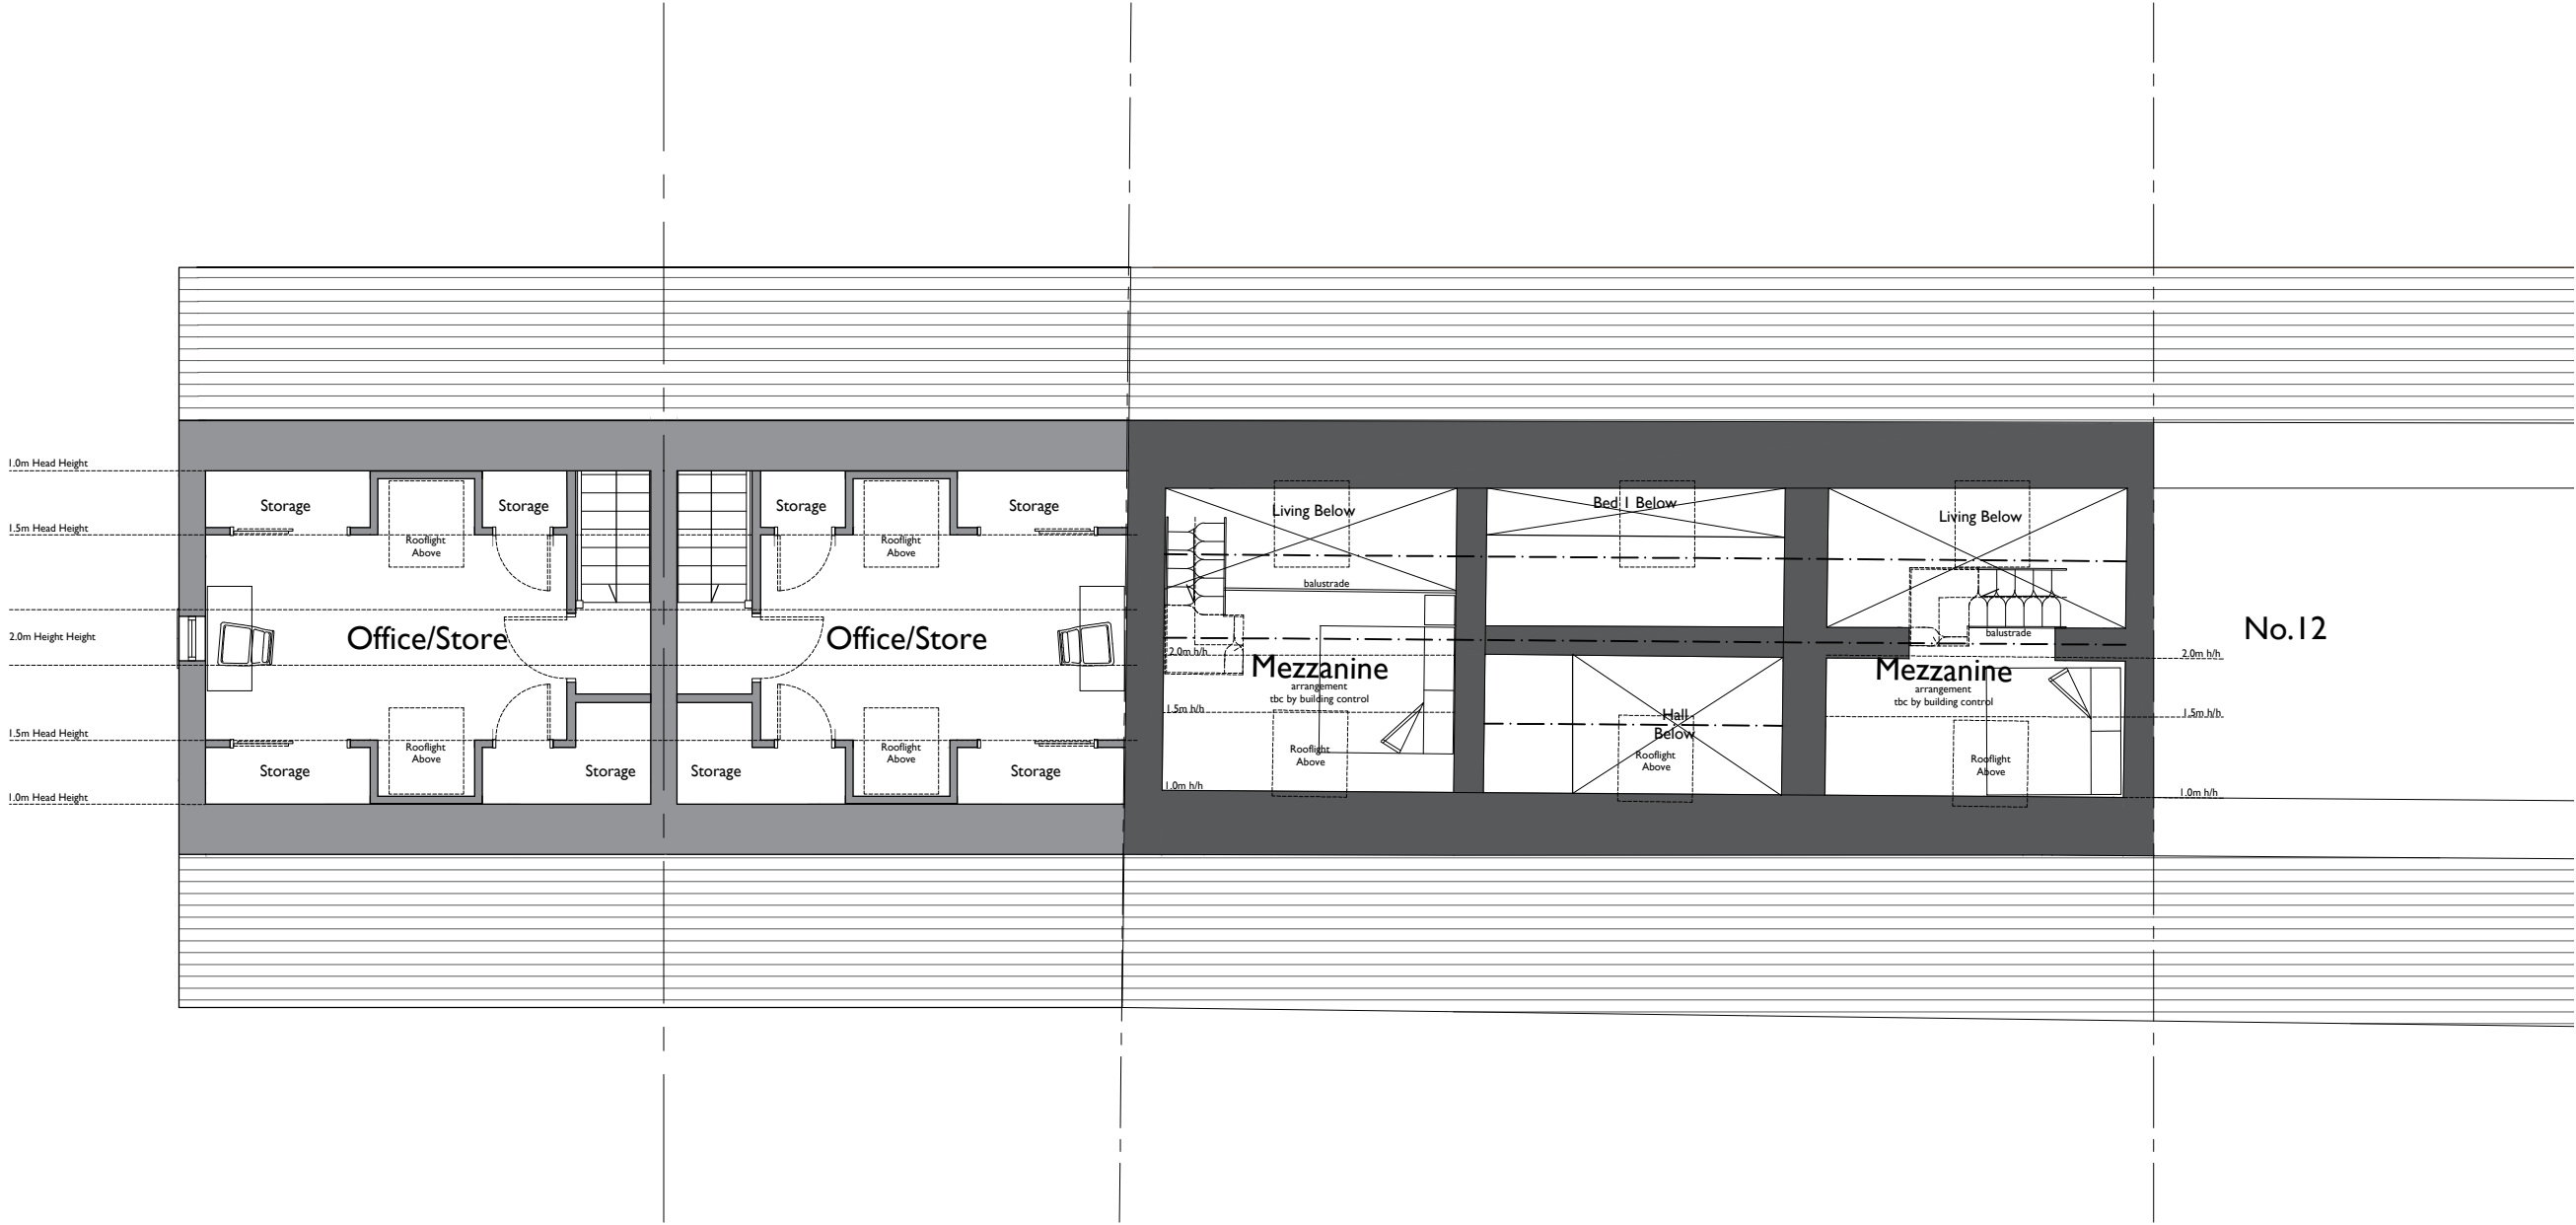 1.0m Head Height
Storage
Storage
Storage
Storage
Living Below
Bed 1 Below
Living Below
1.5m Head Height
Rooflight
Above
Rooflight
Above
balustrade
2.0m Height Height
Office/Store
Office/Store
2.0m h/h
Mezzanine
arrangement
tbc by building control
balustrade
Mezzanine
arrangement
tbc by building control
2.0m h/h
No.12
1.5m h/h
Hall
Below
1.5m h/h
1.5m Head Height
Rooflight
Above
Rooflight
Above
Rooflight
Above
Rooflight
Above
Rooflight
Above
Storage
Storage
Storage
Storage
1.0m Head Height
1.0m h/h
1.0m h/h